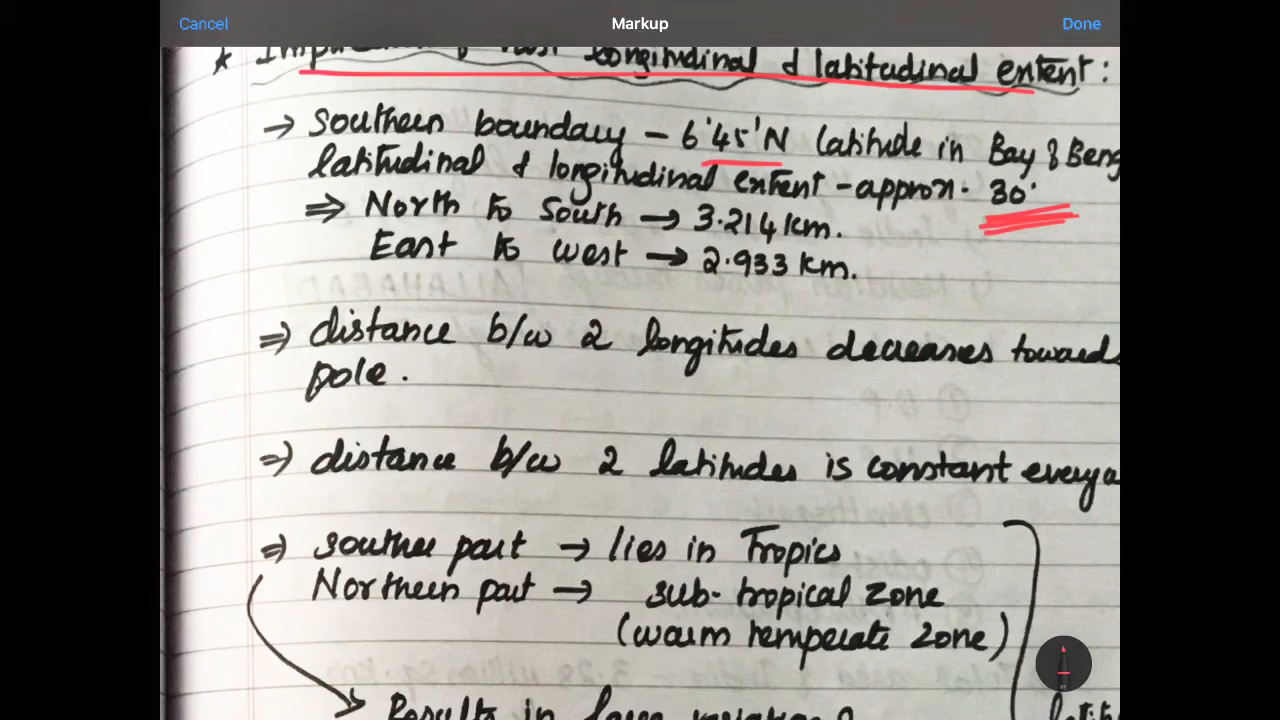 Cancel Markup Done
* longitudinal & latitudinal extent:
→ Southern boundary – 6°45'N latitude in Bay of Beng
latitudinal & longitudinal extent – approx. 30°
⇒ North to South → 3.214 km.
East to west → 2.933 km.
⇒ distance b/w 2 longitudes decreases toward
pole.
⇒ distance b/w 2 latitudes is constant every
⇒ souther part → lies in Tropics
Northern part → sub-tropical zone
(warm temperate zone)
Results in large